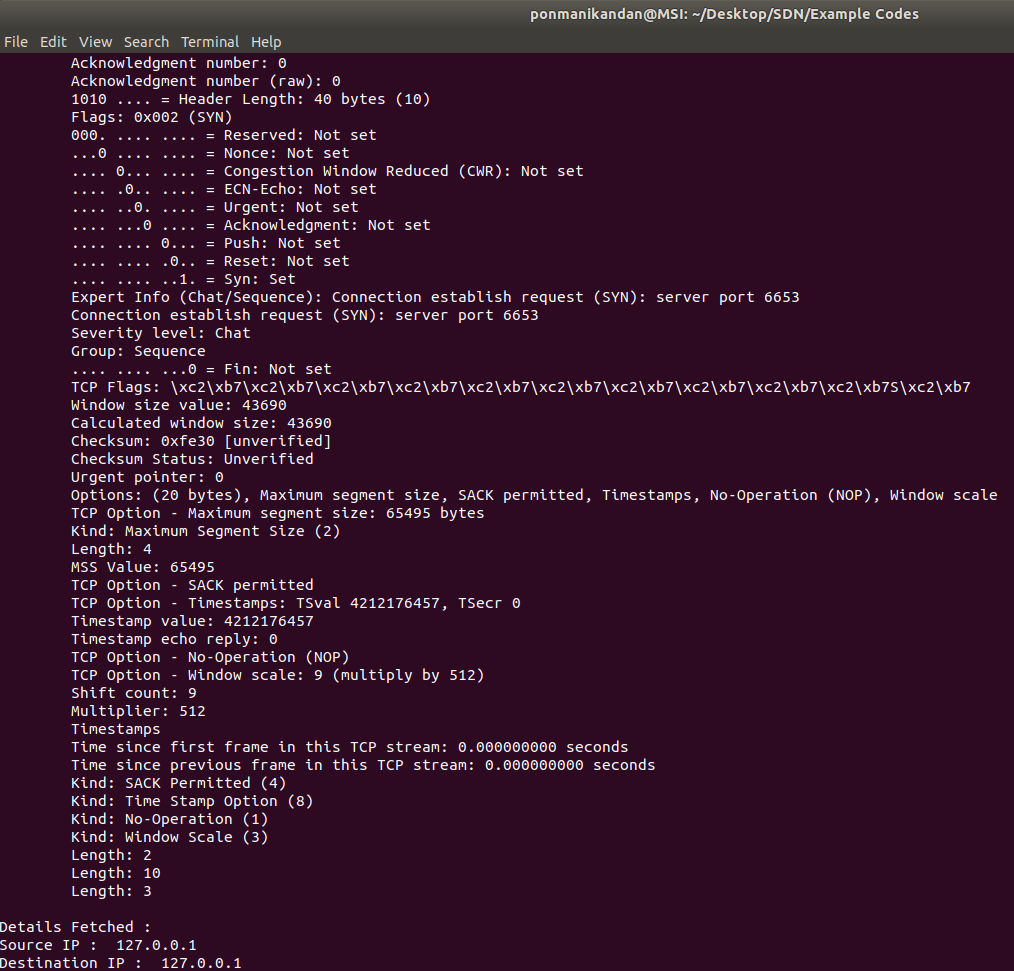 ponmanikandan@MSI: ~/Desktop/SDN/Example Codes
File Edit View Search Terminal Help
Acknowledgment number: 0
Acknowledgment number (raw): 0
1010 .... = Header Length: 40 bytes (10)
Flags: 0x002 (SYN)
000. .... .... = Reserved: Not set
...0 .... .... = Nonce: Not set
.... 0... .... = Congestion Window Reduced (CWR): Not set
.... .0.. .... = ECN-Echo: Not set
.... ..0. .... = Urgent: Not set
.... ...0 .... = Acknowledgment: Not set
.... .... 0... = Push: Not set
.... .... .0.. = Reset: Not set
.... .... ..1. = Syn: Set
Expert Info (Chat/Sequence): Connection establish request (SYN): server port 6653
Connection establish request (SYN): server port 6653
Severity level: Chat
Group: Sequence
.... .... ...0 = Fin: Not set
TCP Flags: \xc2\xb7\xc2\xb7\xc2\xb7\xc2\xb7\xc2\xb7\xc2\xb7\xc2\xb7\xc2\xb7\xc2\xb7\xc2\xb7S\xc2\xb7
Window size value: 43690
Calculated window size: 43690
Checksum: 0xfe30 [unverified]
Checksum Status: Unverified
Urgent pointer: 0
Options: (20 bytes), Maximum segment size, SACK permitted, Timestamps, No-Operation (NOP), Window scale
TCP Option - Maximum segment size: 65495 bytes
Kind: Maximum Segment Size (2)
Length: 4
MSS Value: 65495
TCP Option - SACK permitted
TCP Option - Timestamps: TSval 4212176457, TSecr 0
Timestamp value: 4212176457
Timestamp echo reply: 0
TCP Option - No-Operation (NOP)
TCP Option - Window scale: 9 (multiply by 512)
Shift count: 9
Multiplier: 512
Timestamps
Time since first frame in this TCP stream: 0.000000000 seconds
Time since previous frame in this TCP stream: 0.000000000 seconds
Kind: SACK Permitted (4)
Kind: Time Stamp Option (8)
Kind: No-Operation (1)
Kind: Window Scale (3)
Length: 2
Length: 10
Length: 3
Details Fetched :
Source IP :  127.0.0.1
Destination IP :  127.0.0.1